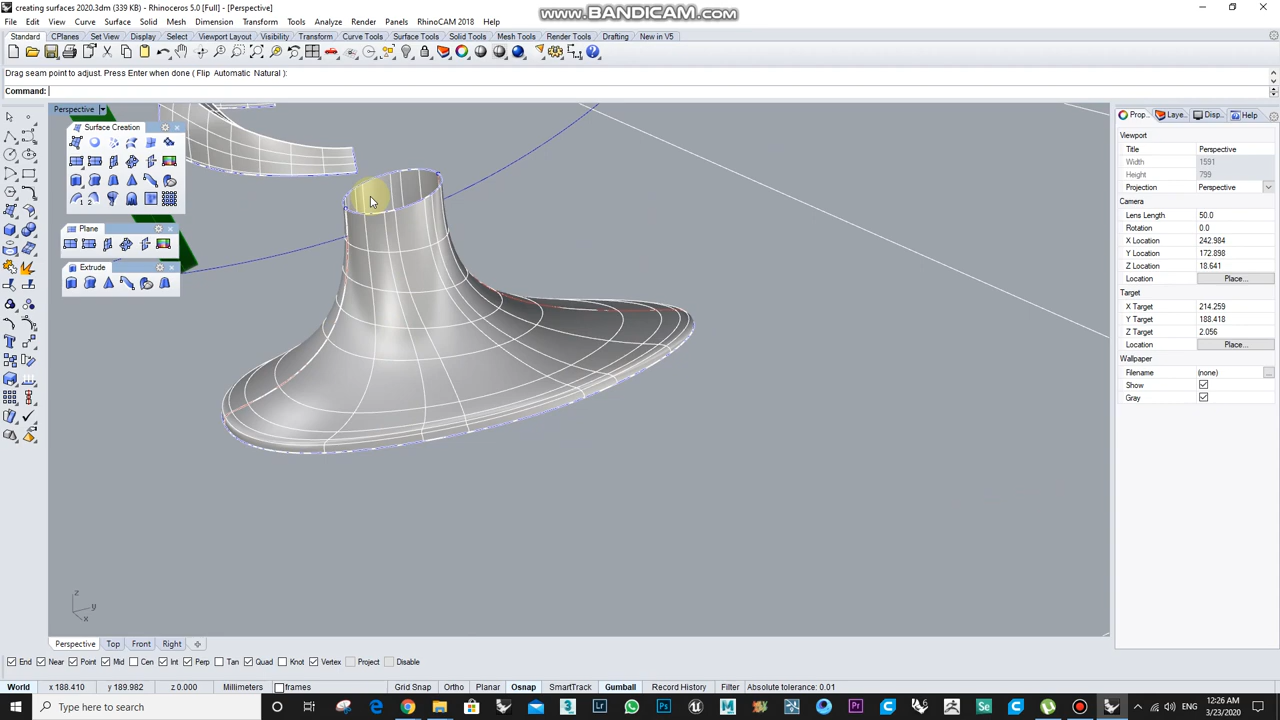 creating surfaces 2020.3dm (339 KB) - Rhinoceros 5.0 [Full] - [Perspective]
www.BANDICAM.com
File Edit View Curve Surface Solid Mesh Dimension Transform Tools Analyze Render Panels RhinoCAM 2018 Help
Standard CPlanes Set View Display Select Viewport Layout Visibility Transform Curve Tools Surface Tools Solid Tools Mesh Tools Render Tools Drafting New in V5
Drag seam point to adjust. Press Enter when done ( Flip Automatic Natural ):
Command:
Perspective
Surface Creation
Plane
Extrude
Prop... Laye... Disp... Help
Viewport
Title Perspective
Width 1591
Height 799
Projection Perspective
Camera
Lens Length 50.0
Rotation 0.0
X Location 242.984
Y Location 172.898
Z Location 18.641
Location Place...
Target
X Target 214.259
Y Target 188.418
Z Target 2.056
Location Place...
Wallpaper
Filename (none) ...
Show
Gray
z
y
x
Perspective Top Front Right
End Near Point Mid Cen Int Perp Tan Quad Knot Vertex Project Disable
World x 188.410 y 189.982 z 0.000 Millimeters frames Grid Snap Ortho Planar Osnap SmartTrack Gumball Record History Filter Absolute tolerance: 0.01
Type here to search
ENG
12:26 AM
3/23/2020